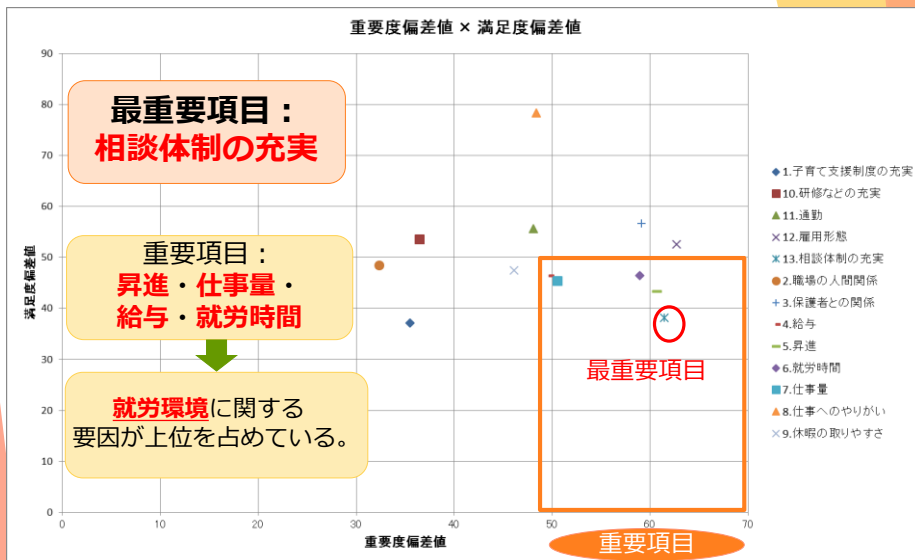 重要度偏差値 × 満足度偏差値
最重要項目：
相談体制の充実
重要項目：
昇進・仕事量・
給与・就労時間
就労環境に関する
要因が上位を占めている。
満足度偏差値
90
80
70
60
50
40
30
20
10
0
0 10 20 30 40 50 60 70
重要度偏差値
最重要項目
重要項目
1.子育て支援制度の充実
10.研修などの充実
11.通勤
12.雇用形態
13.相談体制の充実
2.職場の人間関係
3.保護者との関係
4.給与
5.昇進
6.就労時間
7.仕事量
8.仕事へのやりがい
9.休暇の取りやすさ